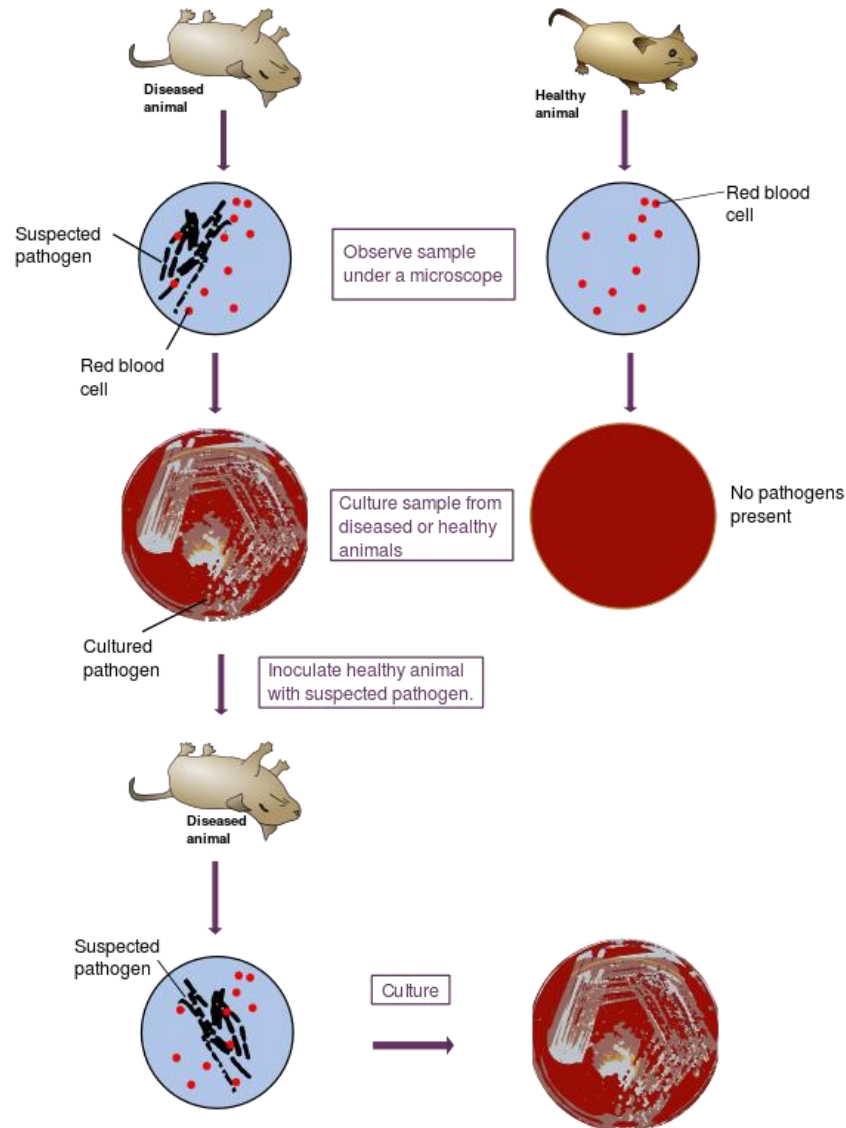 Diseased
animal
Healthy
animal
Red blood
cell
Suspected
pathogen
Observe sample
under a microscope
Red blood
cell
Culture sample from
diseased or healthy
animals
No pathogens
present
Cultured
pathogen
Inoculate healthy animal
with suspected pathogen.
Diseased
animal
Suspected
pathogen
Culture